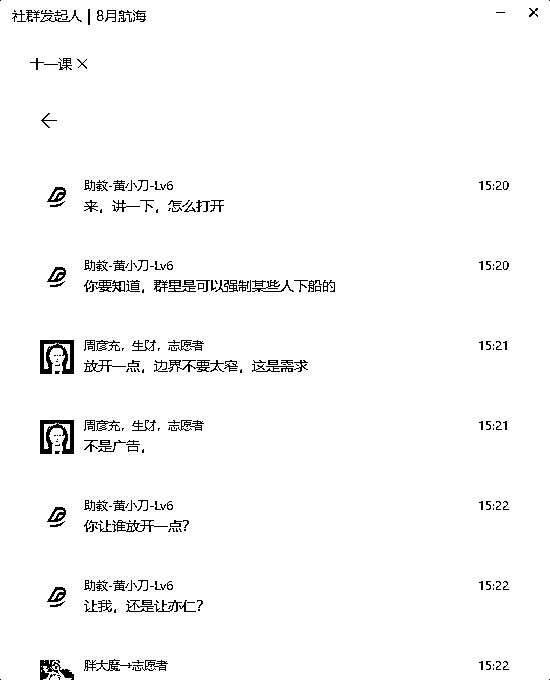 社群发起人 | 8月航海
十一课 ×
助教-黄小刀-Lv6 15:20
来，讲一下，怎么打开
助教-黄小刀-Lv6 15:20
你要知道，群里是可以强制某些人下船的
周彦充，生财，志愿者 15:21
放开一点，边界不要太窄，这是需求
周彦充，生财，志愿者 15:21
不是广告，
助教-黄小刀-Lv6 15:22
你让谁放开一点？
助教-黄小刀-Lv6 15:22
让我，还是让亦仁？
胖大魔→志愿者 15:22